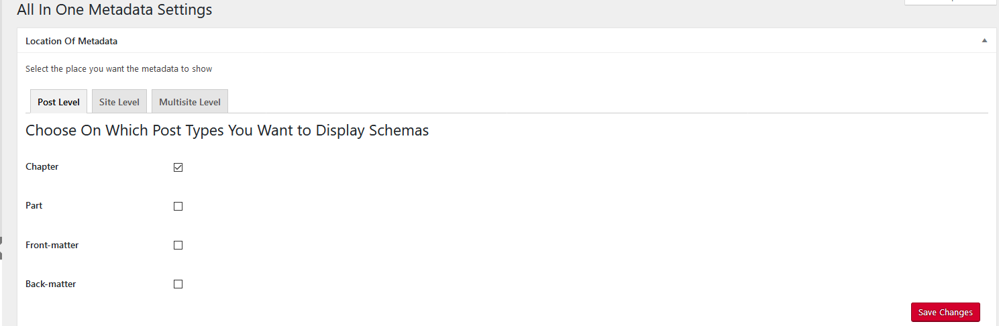 All In One Metadata Settings
Location Of Metadata
Select the place you want the metadata to show
Post Level Site Level Multisite Level
Choose On Which Post Types You Want to Display Schemas
Chapter
Part
Front-matter
Back-matter
Save Changes